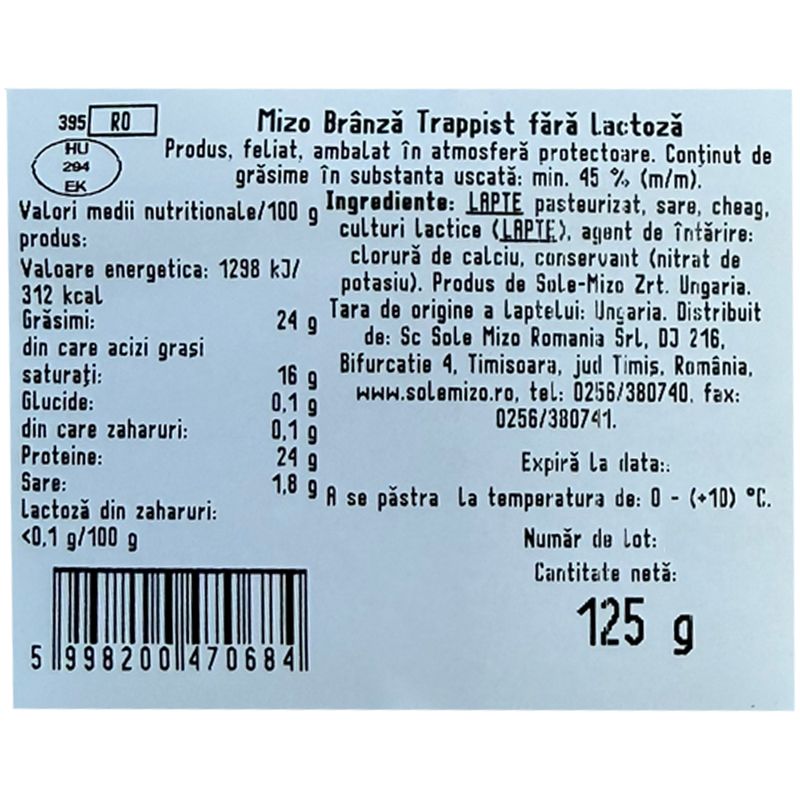 395 RO
HU
294
EK
Mizo Brânză Trappist fără Lactoză
Produs, feliat, ambalat în atmosferă protectoare. Conținut de
grăsime în substanta uscată: min. 45 % (m/m).
Valori medii nutritionale/100 g
produs:
Valoare energetica: 1298 kJ/
312 kcal
Grăsimi: 24 g
din care acizi grași
saturați: 16 g
Glucide: 0,1 g
din care zaharuri: 0,1 g
Proteine: 24 g
Sare: 1,8 g
Lactoză din zaharuri:
<0,1 g/100 g
Ingrediente: LAPTE pasteurizat, sare, cheag,
culturi lactice (LAPTE), agent de întărire:
clorură de calciu, conservant (nitrat de
potasiu). Produs de Sole-Mizo Zrt. Ungaria.
Tara de origine a laptelui: Ungaria. Distribuit
de: Sc Sole Mizo Romania Srl, DJ 216,
Bifurcatie 4, Timisoara, jud Timiș, România,
www.solemizo.ro, tel: 0256/380740, fax:
0256/380741.
Expiră la data::
A se păstra la temperatura de: 0 - (+10) °C.
Număr de lot:
Cantitate netă:
125 g
5 998200 470684